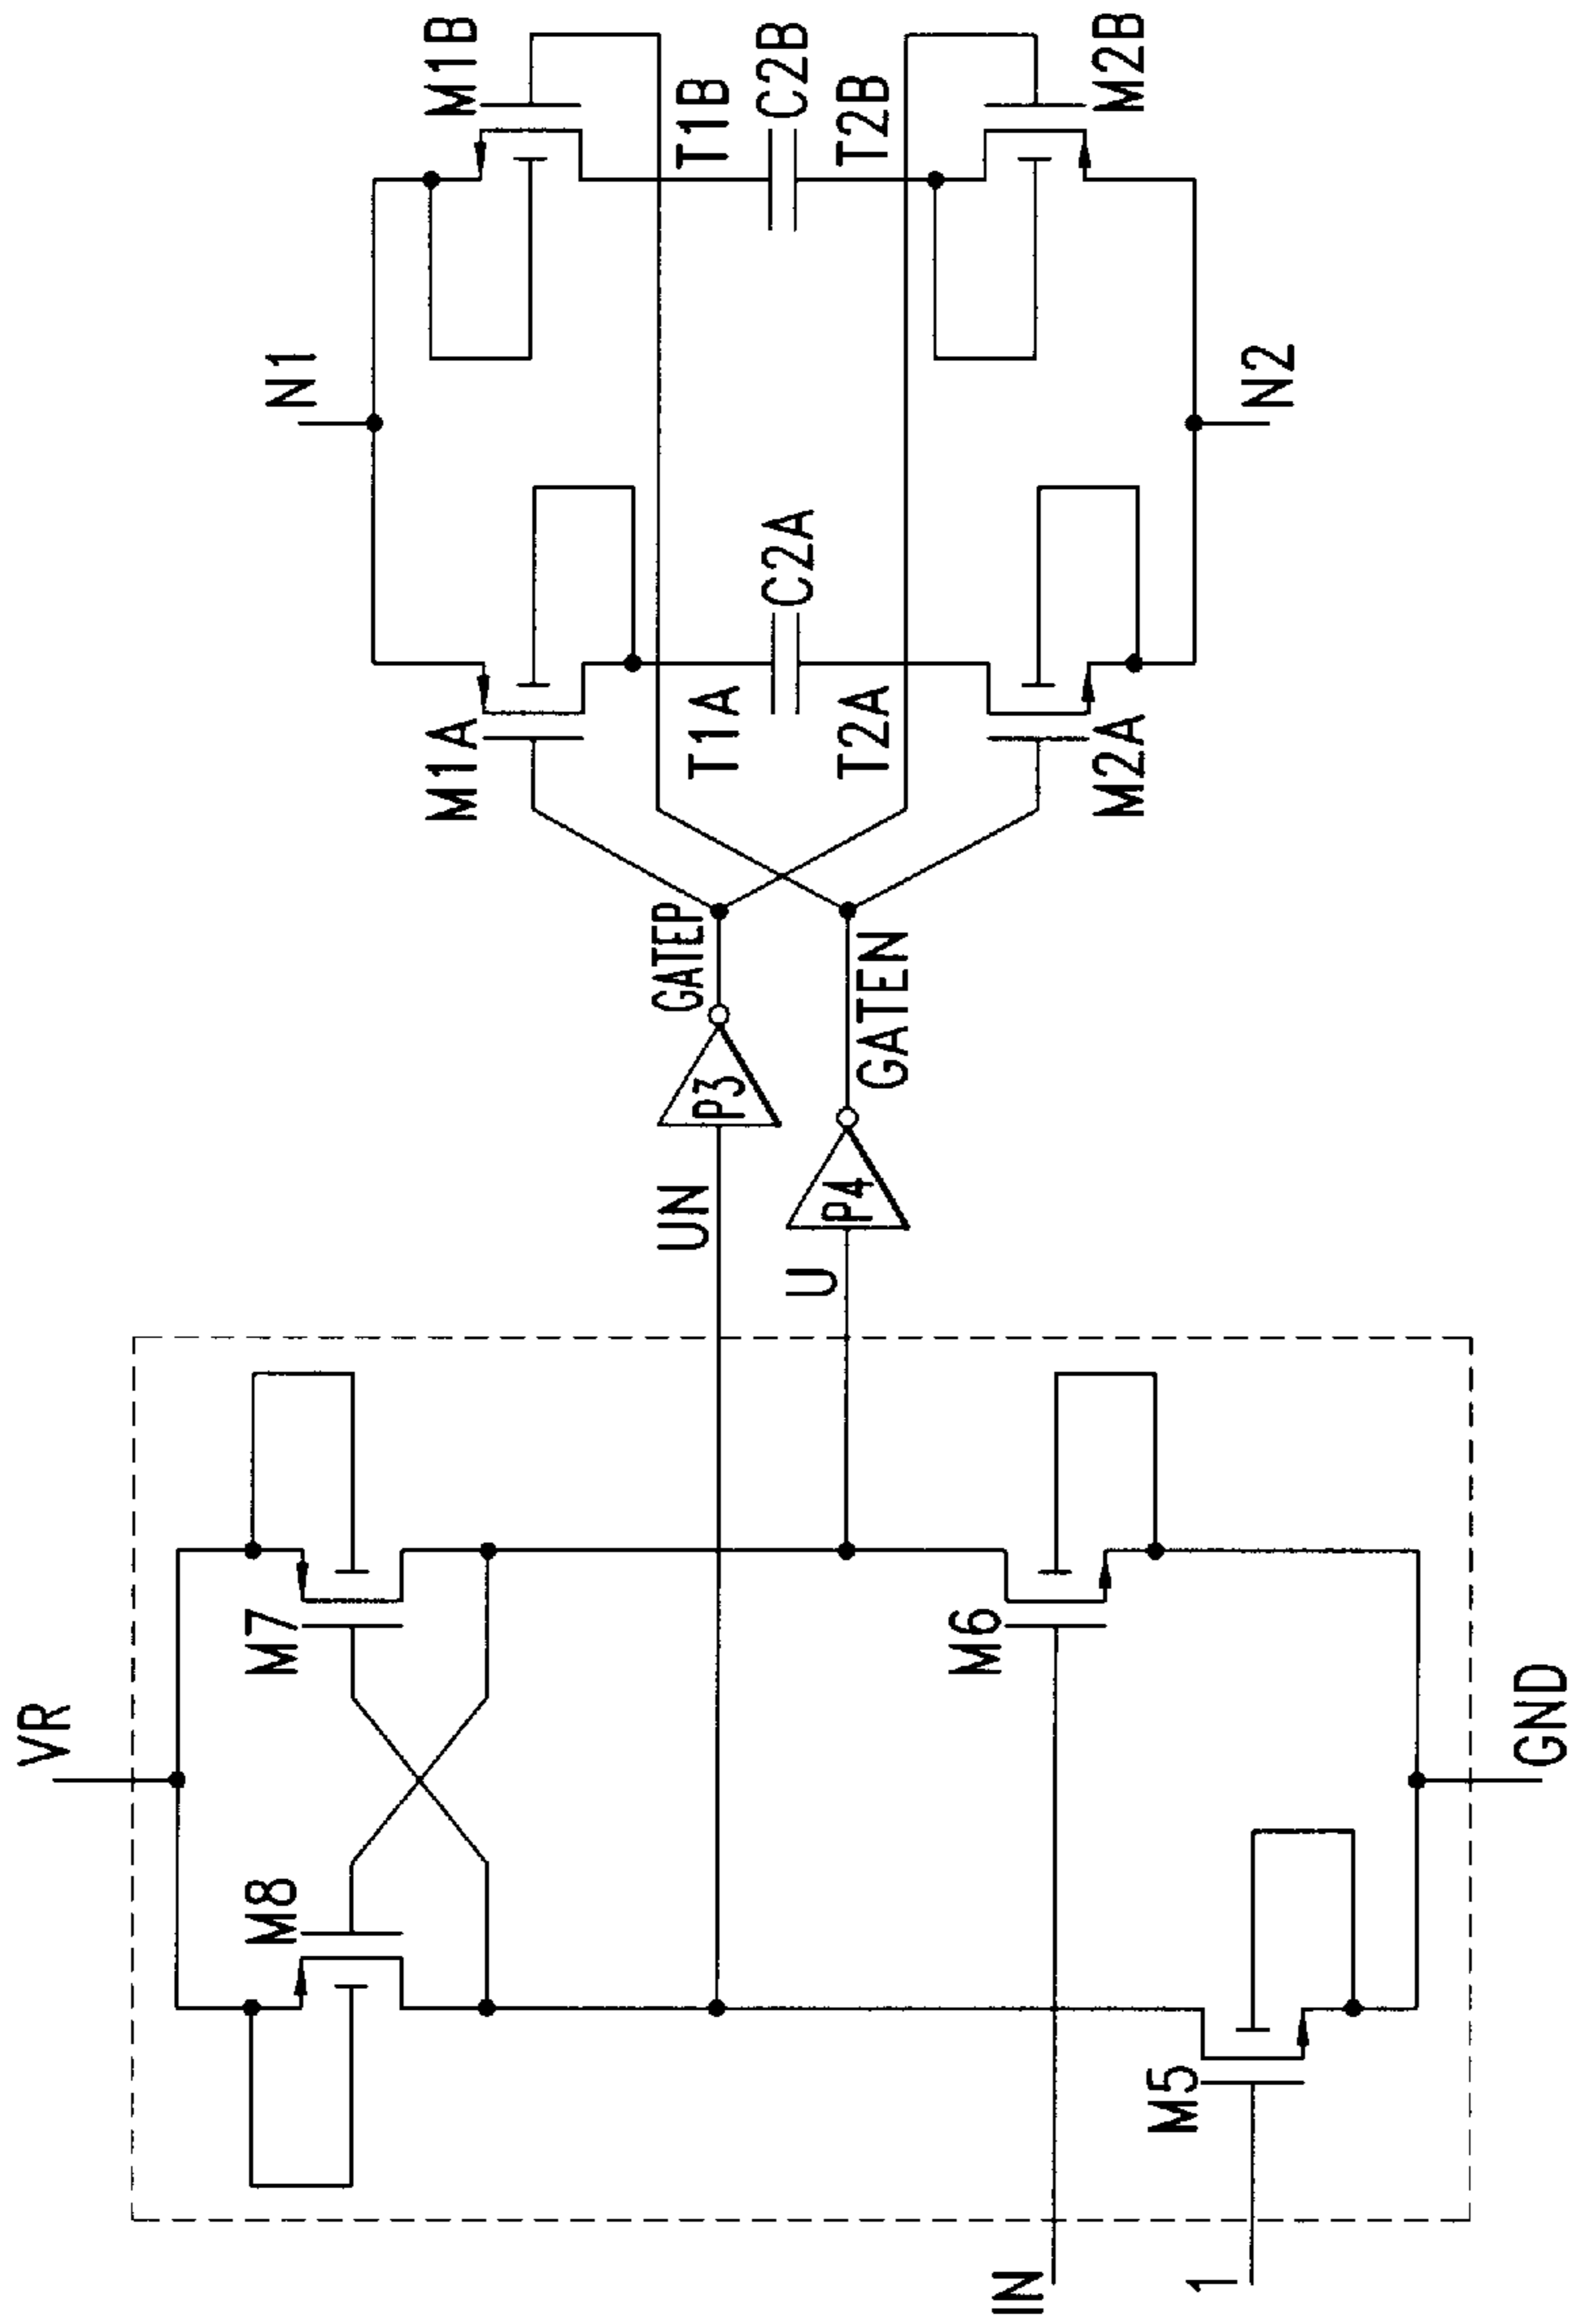 VR
M8
M7
N1
M1A
M1B
UN
P3
GATEP
T1A
T1B
C2A
C2B
U
P4
GATEN
T2A
T2B
IN
M6
M2A
M2B
1
M5
N2
GND